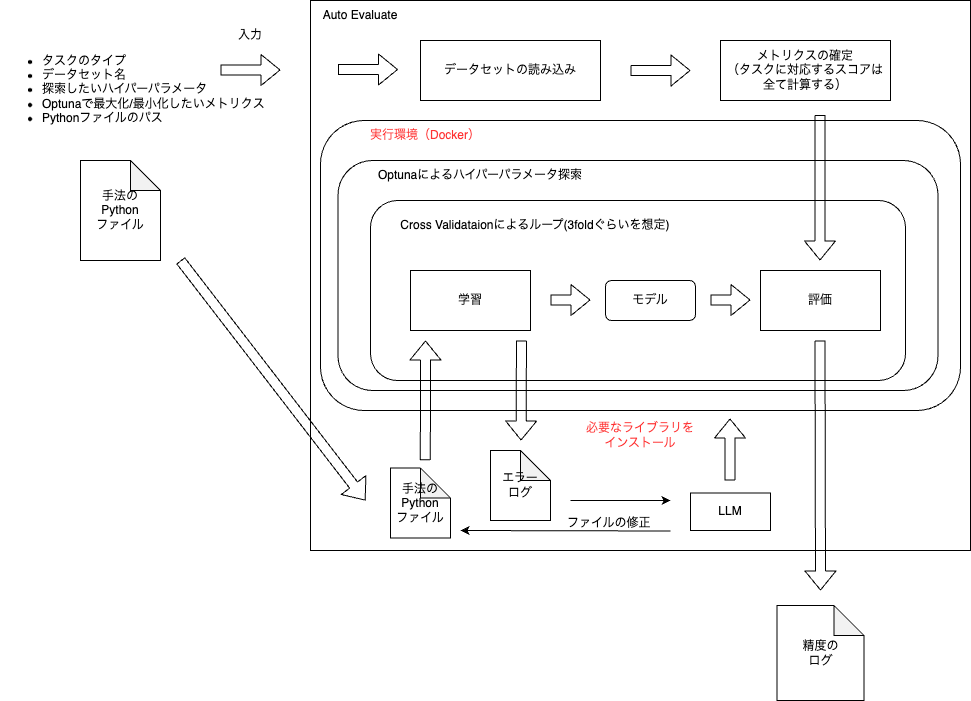 Auto Evaluate
入力
タスクのタイプ
データセット名
探索したいハイパーパラメータ
Optunaで最大化/最小化したいメトリクス
Pythonファイルのパス
データセットの読み込み
メトリクスの確定
（タスクに対応するスコアは
全て計算する）
実行環境（Docker）
Optunaによるハイパーパラメータ探索
手法の
Python
ファイル
Cross Validataionによるループ(3foldぐらいを想定)
学習
モデル
評価
必要なライブラリを
インストール
手法の
Python
ファイル
エラー
ログ
ファイルの修正
LLM
精度の
ログ